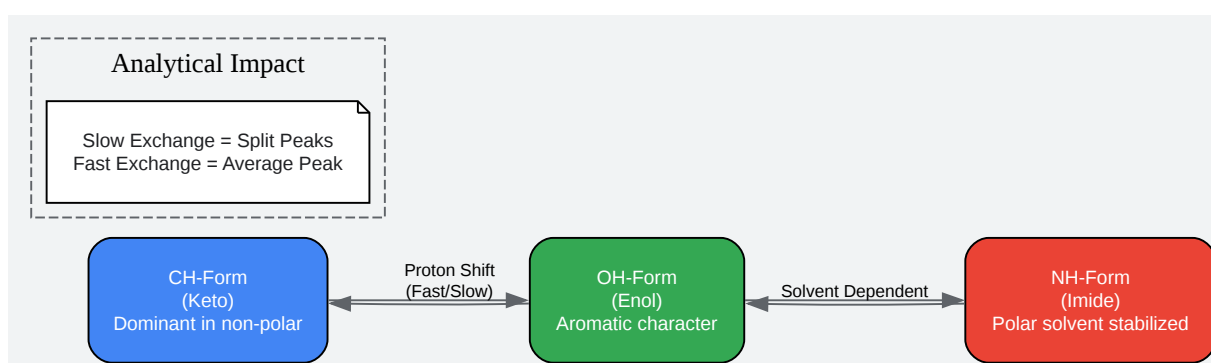 Analytical Impact
Slow Exchange = Split Peaks
Fast Exchange = Average Peak
CH-Form
(Keto)
Dominant in non-polar
Proton Shift
(Fast/Slow)
OH-Form
(Enol)
Aromatic character
Solvent Dependent
NH-Form
(Imide)
Polar solvent stabilized